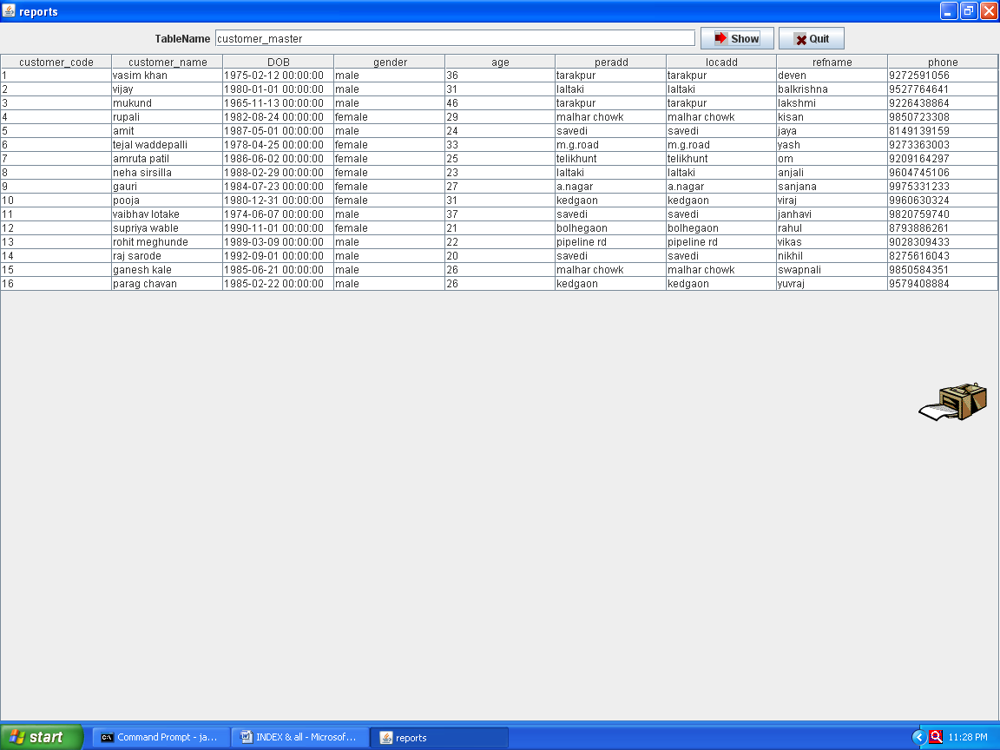 reports
TableName customer_master Show Quit
customer_code customer_name DOB gender age peradd locadd refname phone
1 vasim khan 1975-02-12 00:00:00 male 36 tarakpur tarakpur deven 9272591056
2 vijay 1980-01-01 00:00:00 male 31 laltaki laltaki balkrishna 9527764641
3 mukund 1965-11-13 00:00:00 male 46 tarakpur tarakpur lakshmi 9226438864
4 rupali 1982-08-24 00:00:00 female 29 malhar chowk malhar chowk kisan 9850723308
5 amit 1987-05-01 00:00:00 male 24 savedi savedi jaya 8149139159
6 tejal waddepalli 1978-04-25 00:00:00 female 33 m.g.road m.g.road yash 9273363003
7 amruta patil 1986-06-02 00:00:00 female 25 telikhunt telikhunt om 9209164297
8 neha sirsilla 1988-02-29 00:00:00 female 23 laltaki laltaki anjali 9604745106
9 gauri 1984-07-23 00:00:00 female 27 a.nagar a.nagar sanjana 9975331233
10 pooja 1980-12-31 00:00:00 female 31 kedgaon kedgaon viraj 9960630324
11 vaibhav lotake 1974-06-07 00:00:00 male 37 savedi savedi janhavi 9820759740
12 supriya wable 1990-11-01 00:00:00 female 21 bolhegaon bolhegaon rahul 8793886261
13 rohit meghunde 1989-03-09 00:00:00 male 22 pipeline rd pipeline rd vikas 9028309433
14 raj sarode 1992-09-01 00:00:00 male 20 savedi savedi nikhil 8275616043
15 ganesh kale 1985-06-21 00:00:00 male 26 malhar chowk malhar chowk swapnali 9850584351
16 parag chavan 1985-02-22 00:00:00 male 26 kedgaon kedgaon yuvraj 9579408884
start Command Prompt - ja... INDEX & all - Microsof... reports 11:28 PM